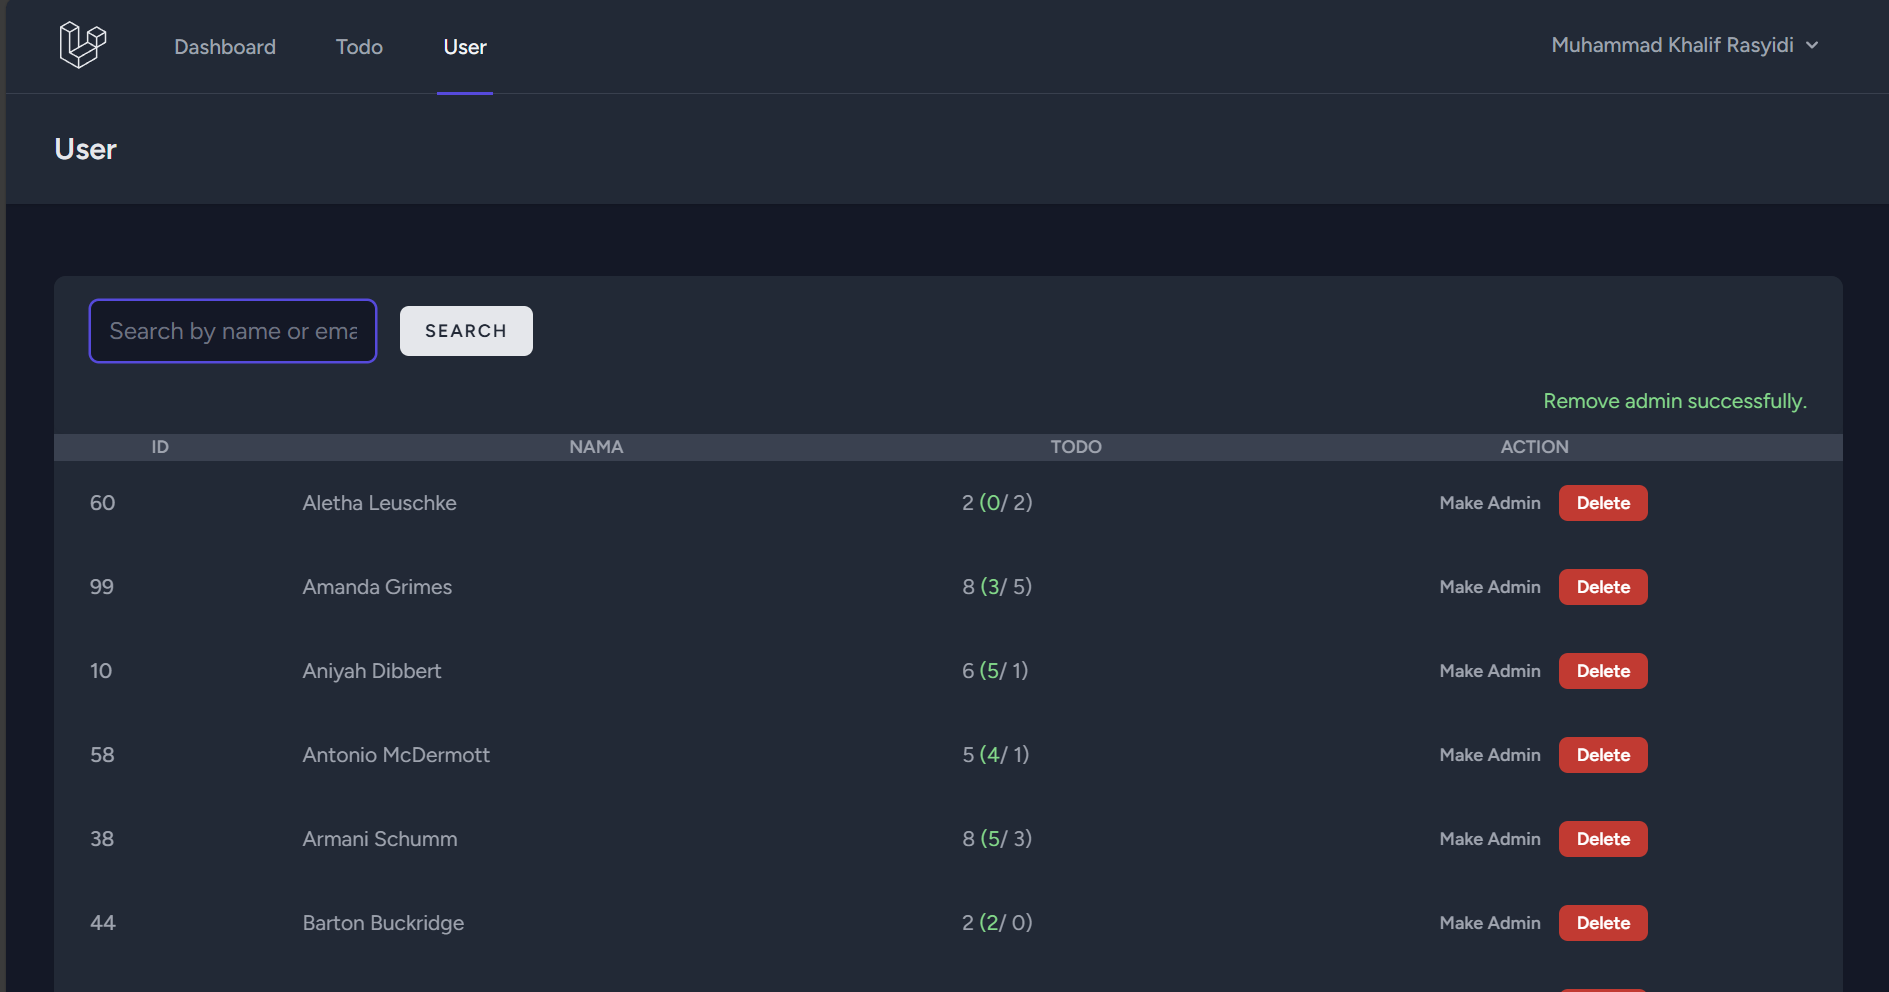 Dashboard Todo User Muhammad Khalif Rasyidi
User
Search by name or ema SEARCH
Remove admin successfully.
ID NAMA TODO ACTION
60 Aletha Leuschke 2 (0/ 2) Make Admin Delete
99 Amanda Grimes 8 (3/ 5) Make Admin Delete
10 Aniyah Dibbert 6 (5/ 1) Make Admin Delete
58 Antonio McDermott 5 (4/ 1) Make Admin Delete
38 Armani Schumm 8 (5/ 3) Make Admin Delete
44 Barton Buckridge 2 (2/ 0) Make Admin Delete